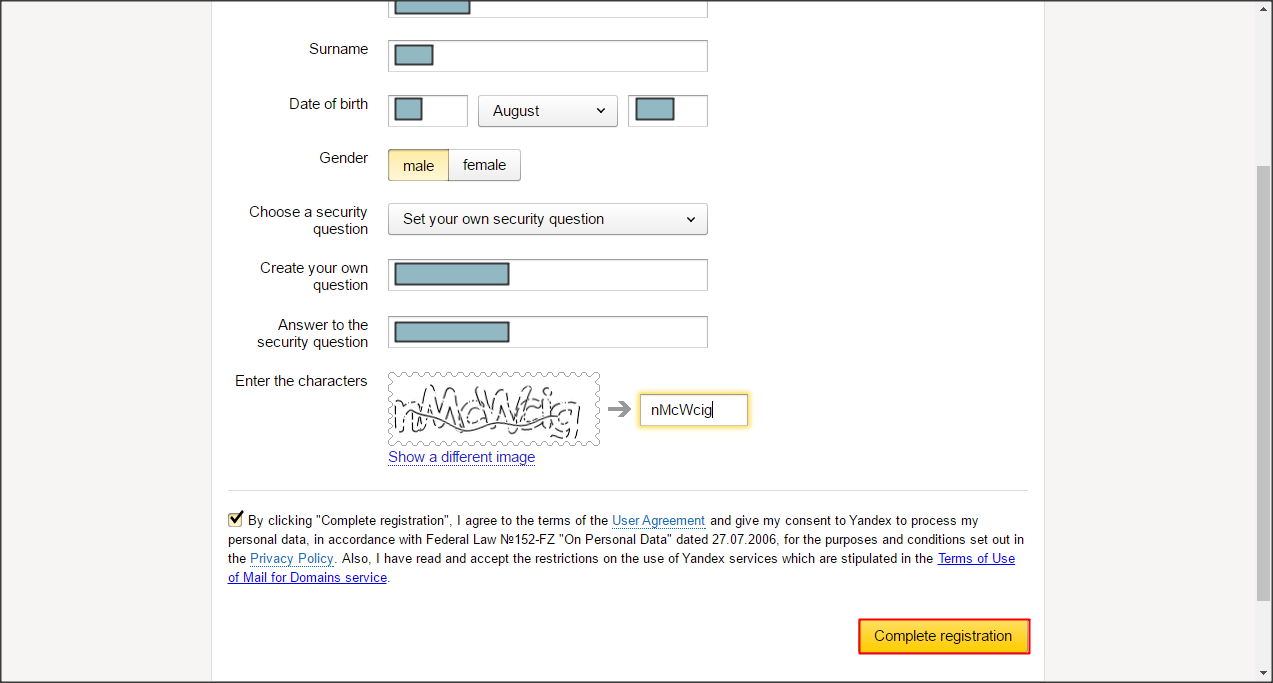 Surname
Date of birth
August
Gender
male
female
Choose a security
question
Set your own security question
Create your own
question
Answer to the
security question
Enter the characters
nMcWcig
nMcWcig
Show a different image
By clicking "Complete registration", I agree to the terms of the User Agreement and give my consent to Yandex to process my
personal data, in accordance with Federal Law №152-FZ "On Personal Data" dated 27.07.2006, for the purposes and conditions set out in
the Privacy Policy. Also, I have read and accept the restrictions on the use of Yandex services which are stipulated in the Terms of Use
of Mail for Domains service.
Complete registration